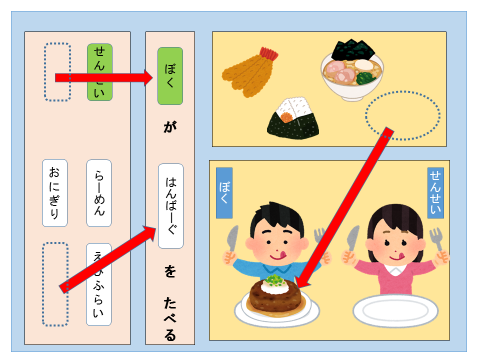 ぼく
せんせい
せんせい
ぼく
が
はんばーぐ
を
たべる
らーめん
おにぎり
えびふらい